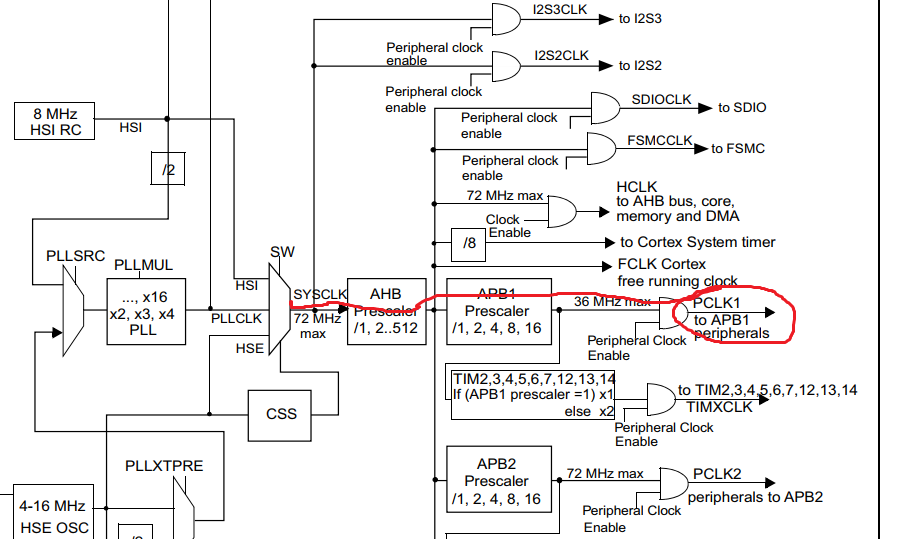 I2S3CLK
to I2S3
Peripheral clock
enable
I2S2CLK
to I2S2
Peripheral clock
enable
SDIOCLK
to SDIO
Peripheral clock
enable
FSMCCLK
to FSMC
Peripheral clock
enable
8 MHz
HSI RC
HSI
/2
72 MHz max
HCLK
to AHB bus, core,
memory and DMA
Clock
Enable
/8
to Cortex System timer
FCLK Cortex
free running clock
PLLSRC
PLLMUL
SW
..., x16
x2, x3, x4
PLL
HSI
PLLCLK
HSE
SYSCLK
72 MHz
max
AHB
Prescaler
/1, 2..512
APB1
Prescaler
/1, 2, 4, 8, 16
36 MHz max
PCLK1
to APB1
peripherals
Peripheral Clock
Enable
TIM2,3,4,5,6,7,12,13,14
If (APB1 prescaler =1) x1
else x2
to TIM2,3,4,5,6,7,12,13,14
TIMXCLK
Peripheral Clock
Enable
CSS
APB2
Prescaler
/1, 2, 4, 8, 16
72 MHz max
PCLK2
peripherals to APB2
Peripheral Clock
Enable
PLLXTPRE
4-16 MHz
HSE OSC